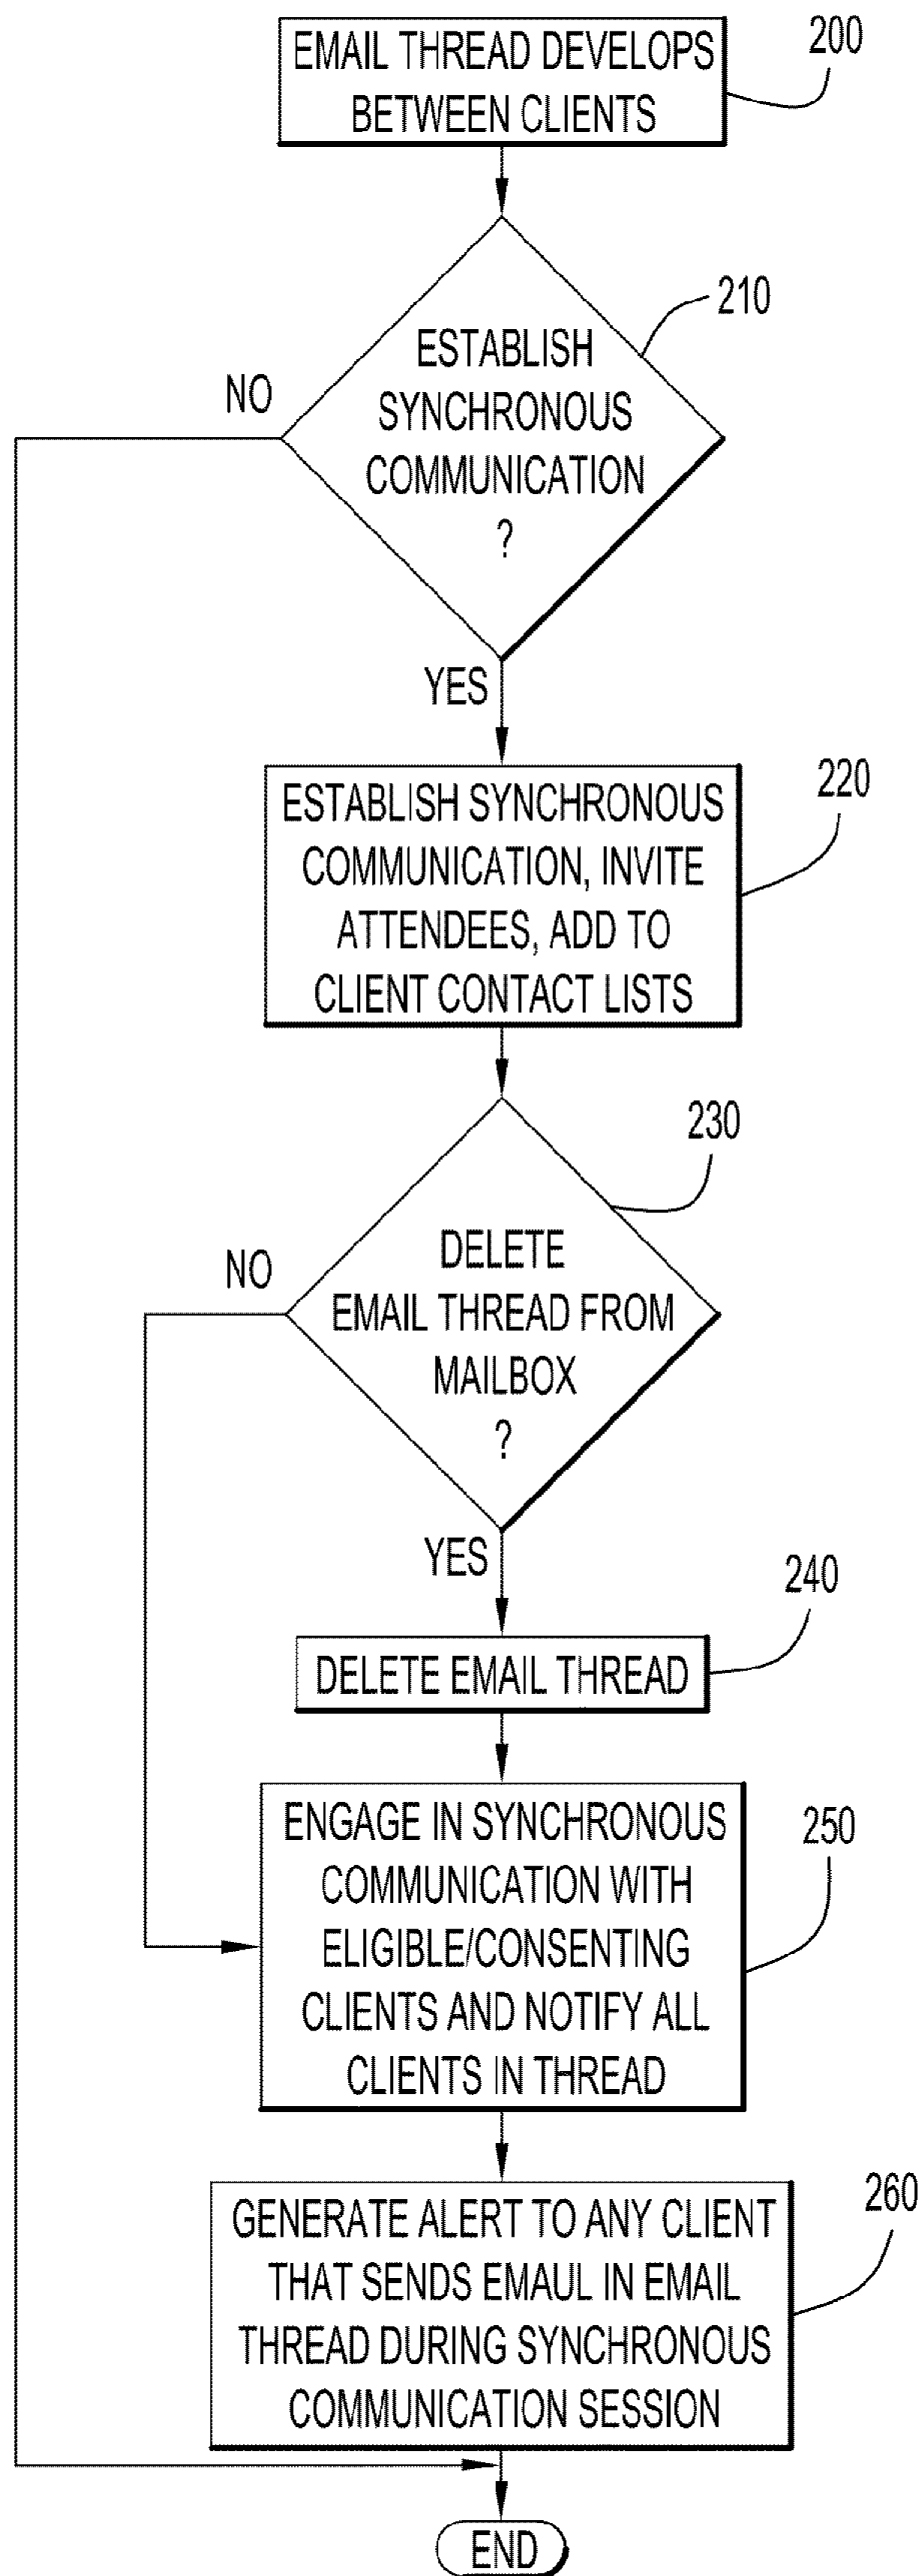 EMAIL THREAD DEVELOPS
BETWEEN CLIENTS
200
210
ESTABLISH
SYNCHRONOUS
COMMUNICATION
?
NO
YES
220
ESTABLISH SYNCHRONOUS
COMMUNICATION, INVITE
ATTENDEES, ADD TO
CLIENT CONTACT LISTS
230
DELETE
EMAIL THREAD FROM
MAILBOX
?
NO
YES
240
DELETE EMAIL THREAD
250
ENGAGE IN SYNCHRONOUS
COMMUNICATION WITH
ELIGIBLE/CONSENTING
CLIENTS AND NOTIFY ALL
CLIENTS IN THREAD
260
GENERATE ALERT TO ANY CLIENT
THAT SENDS EMAUL IN EMAIL
THREAD DURING SYNCHRONOUS
COMMUNICATION SESSION
END